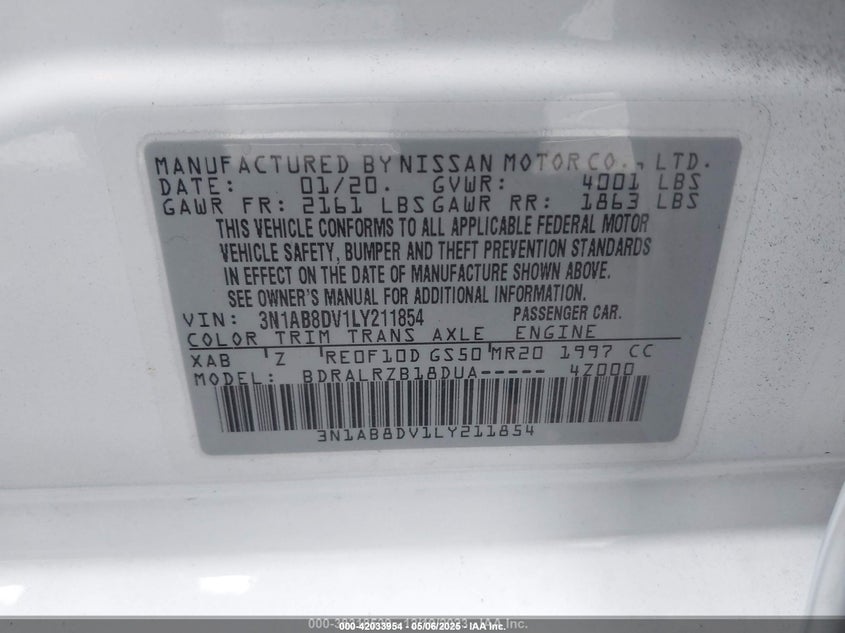 MANUFACTURED BY NISSAN MOTOR CO., LTD.
DATE: 01/20. GVWR: 4001 LBS
GAWR FR: 2161 LBS GAWR RR: 1863 LBS
THIS VEHICLE CONFORMS TO ALL APPLICABLE FEDERAL MOTOR
VEHICLE SAFETY, BUMPER AND THEFT PREVENTION STANDARDS
IN EFFECT ON THE DATE OF MANUFACTURE SHOWN ABOVE.
SEE OWNER'S MANUAL FOR ADDITIONAL INFORMATION.
VIN: 3N1AB8DV1LY211854 PASSENGER CAR.
COLOR TRIM TRANS AXLE ENGINE
XAB Z RE0F10D GS50 MR20 1997 CC
MODEL: BDRALRZB18DUA----- 4Z000
3N1AB8DV1LY211854
42033954 - 05/06/2025 - IAA Inc.